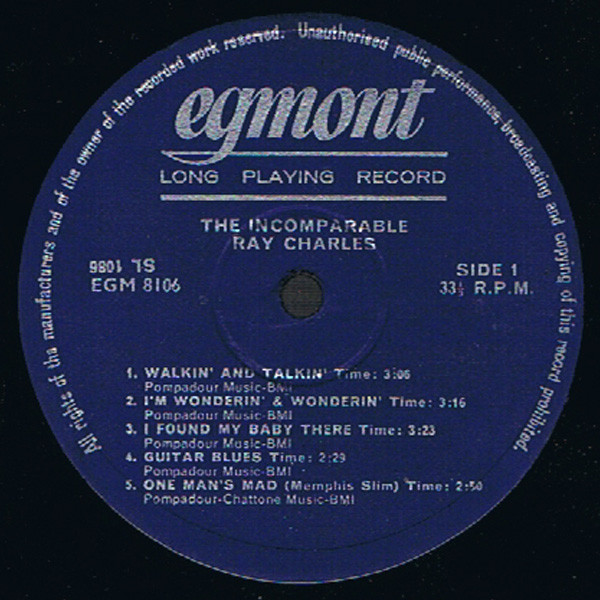 All rights of the manufacturers and of the owner of the recorded work reserved. Unauthorised public performance, broadcasting and copying of this record prohibited.
egmont
LONG PLAYING RECORD
THE INCOMPARABLE
RAY CHARLES
SL 1086
EGM 8106
SIDE 1
33⅓ R.P.M.
1. WALKIN' AND TALKIN' Time: 3:06
Pompadour Music-BMI
2. I'M WONDERIN' & WONDERIN' Time: 3:16
Pompadour Music-BMI
3. I FOUND MY BABY THERE Time: 3:23
Pompadour Music-BMI
4. GUITAR BLUES Time: 2:29
Pompadour Music-BMI
5. ONE MAN'S MAD (Memphis Slim) Time: 2:50
Pompadour-Chattone Music-BMI